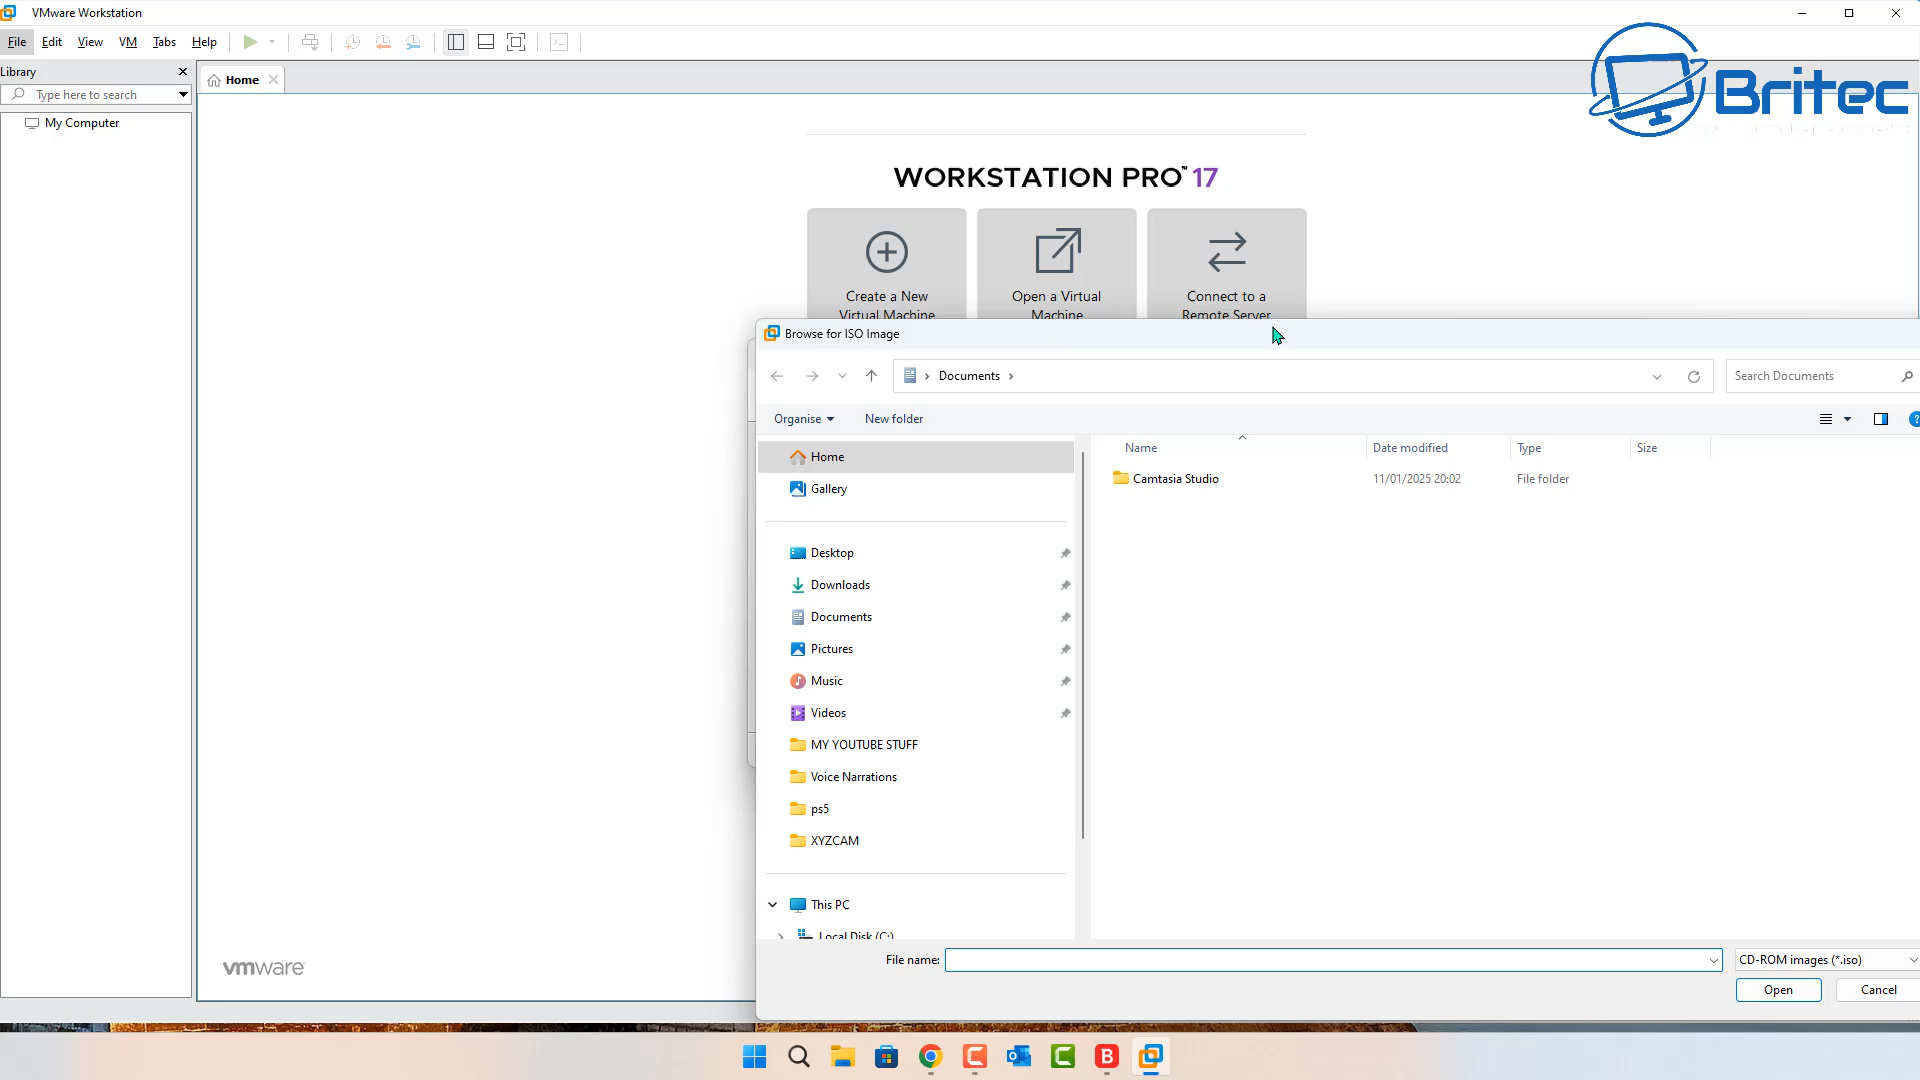 VMware Workstation
File Edit View VM Tabs Help
Library
Type here to search
My Computer
Home
Britec
WORKSTATION PRO™ 17
Create a New
Virtual Machine
Open a Virtual
Machine
Connect to a
Remote Server
Browse for ISO Image
Documents
Search Documents
Organise
New folder
Name
Date modified
Type
Size
Camtasia Studio
11/01/2025 20:02
File folder
Home
Gallery
Desktop
Downloads
Documents
Pictures
Music
Videos
MY YOUTUBE STUFF
Voice Narrations
ps5
XYZCAM
This PC
Local Disk (C:)
File name:
CD-ROM images (*.iso)
Open
Cancel
vmware